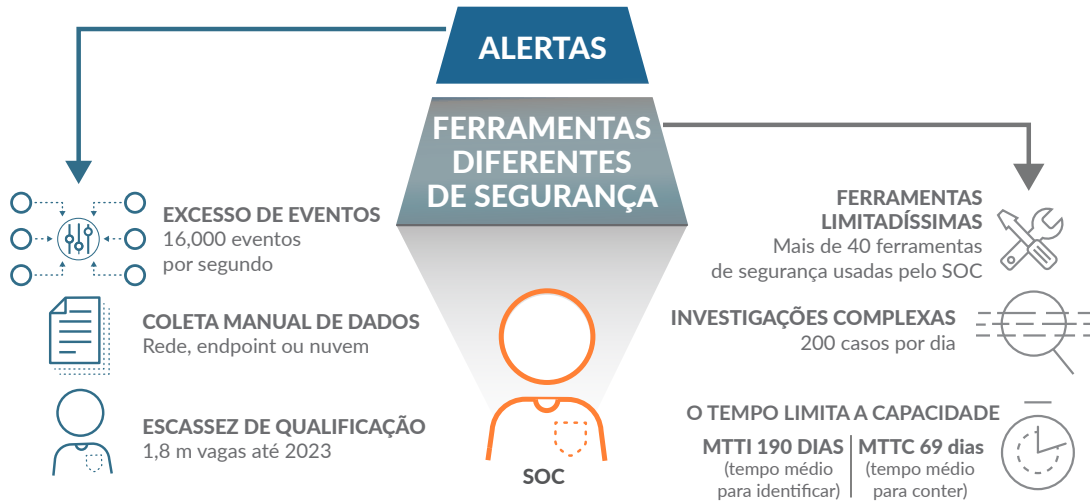 ALERTAS
FERRAMENTAS
DIFERENTES
DE SEGURANÇA
EXCESSO DE EVENTOS
16,000 eventos
por segundo
COLETA MANUAL DE DADOS
Rede, endpoint ou nuvem
ESCASSEZ DE QUALIFICAÇÃO
1,8 m vagas até 2023
SOC
FERRAMENTAS
LIMITADÍSSIMAS
Mais de 40 ferramentas
de segurança usadas pelo SOC
INVESTIGAÇÕES COMPLEXAS
200 casos por dia
O TEMPO LIMITA A CAPACIDADE
MTTI 190 DIAS
(tempo médio
para identificar)
MTTC 69 dias
(tempo médio
para conter)